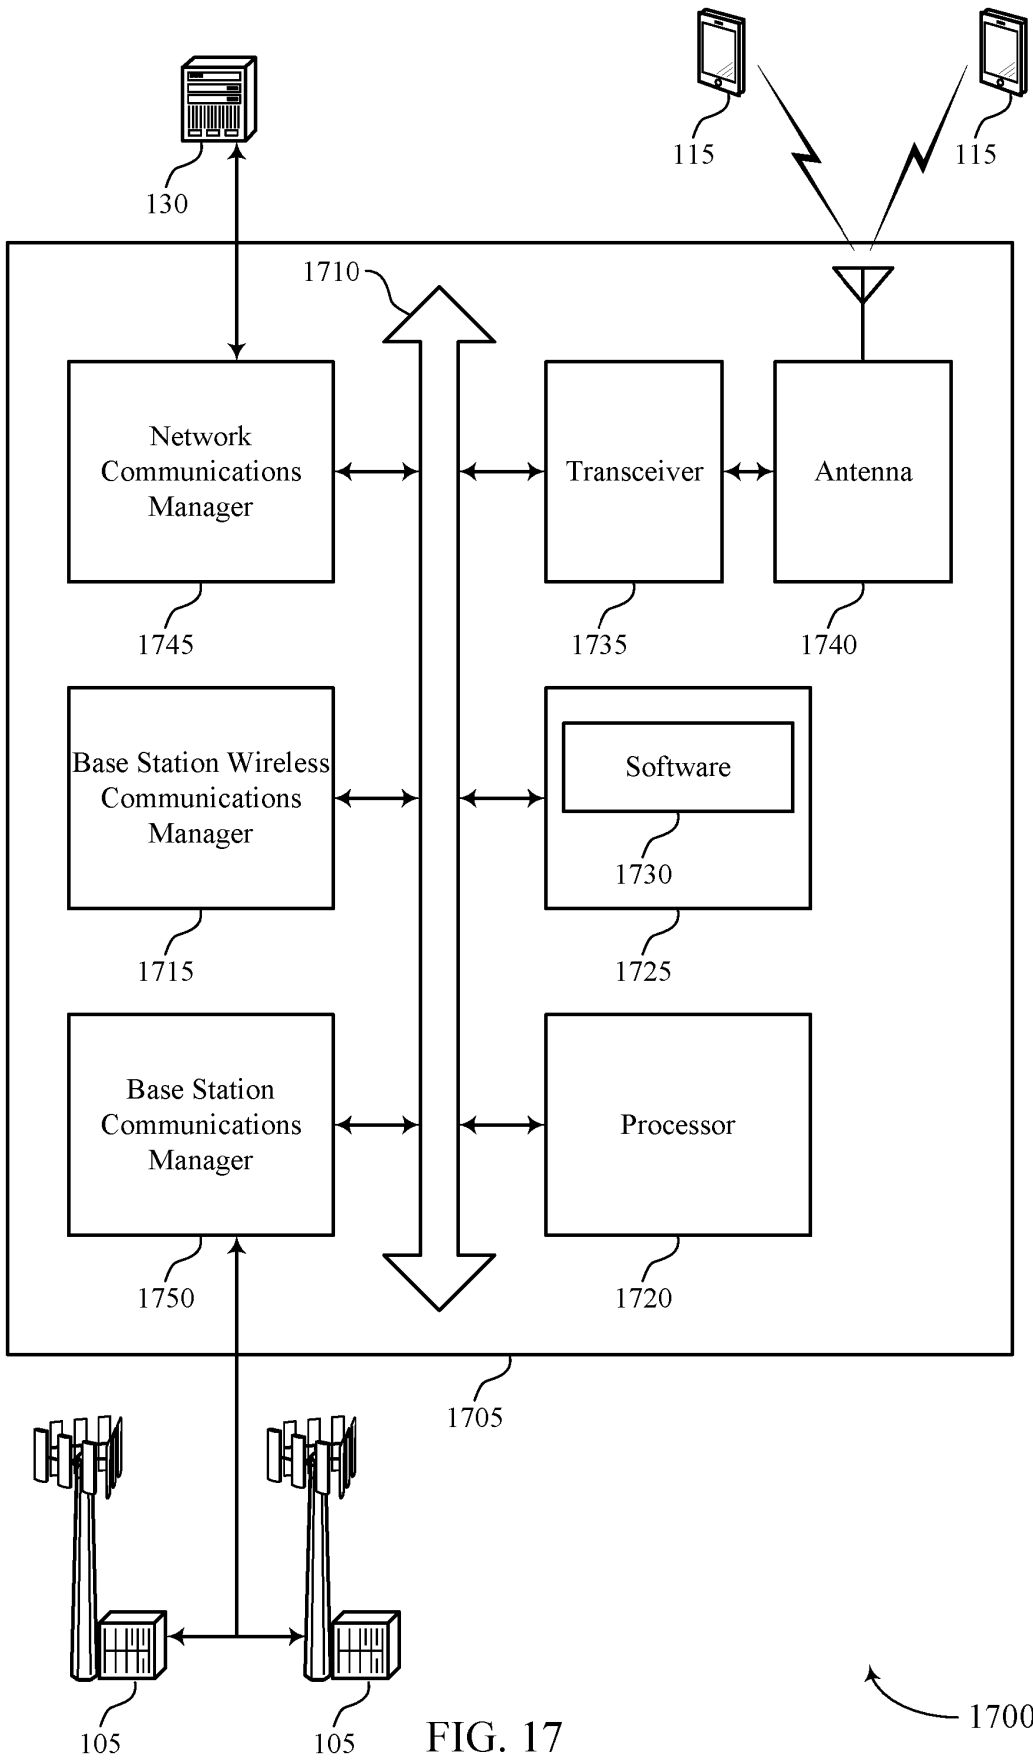 130
115
115
1710
Network
Communications
Manager
Transceiver
Antenna
1745
1735
1740
Base Station Wireless
Communications
Manager
Software
1730
1715
1725
Base Station
Communications
Manager
Processor
1750
1720
1705
105
105
FIG. 17
1700